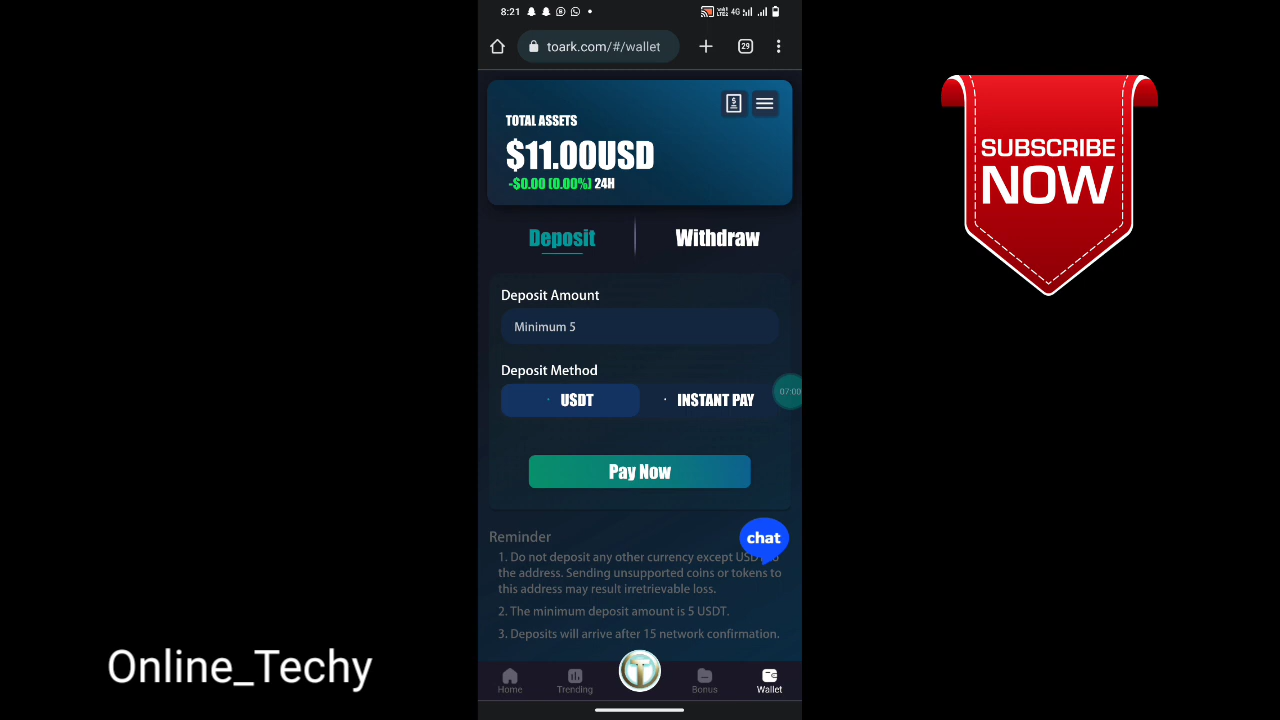 8:21
4G
toark.com/#/wallet
29
TOTAL ASSETS
$11.00USD
-$0.00 (0.00%) 24H
Deposit
Withdraw
Deposit Amount
Minimum 5
Deposit Method
USDT
INSTANT PAY
07:00
Pay Now
Reminder
chat
1. Do not deposit any other currency except
the address. Sending unsupported coins or tokens to
this address may result irretrievable loss.
2. The minimum deposit amount is 5 USDT.
3. Deposits will arrive after 15 network confirmation.
T
Home
Trending
Bonus
Wallet
SUBSCRIBE
NOW
Online_Techy